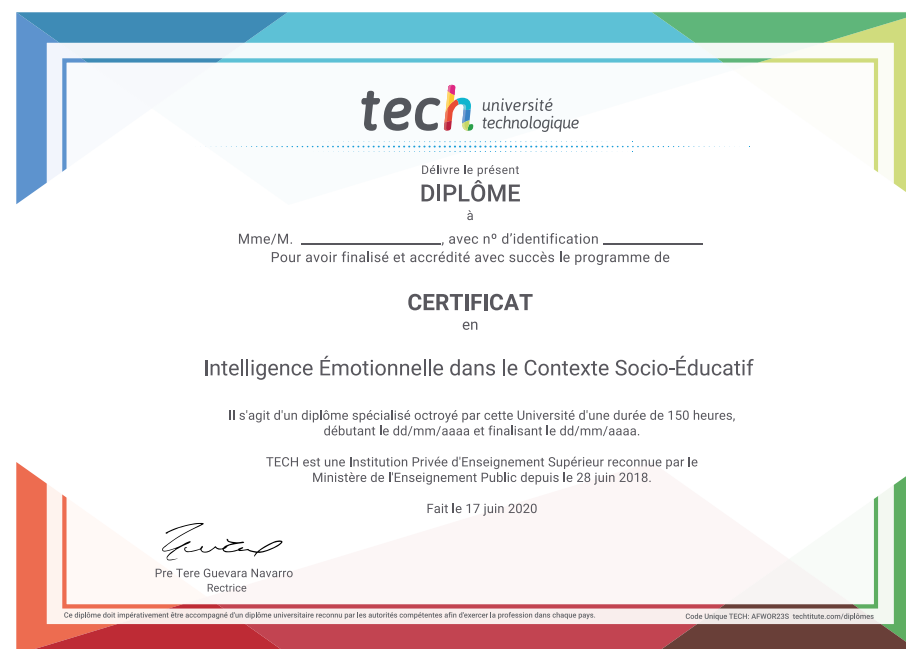 tech université
technologique
Délivre le présent
DIPLÔME
à
Mme/M. ____________________, avec nº d'identification ______________
Pour avoir finalisé et accrédité avec succès le programme de
CERTIFICAT
en
Intelligence Émotionnelle dans le Contexte Socio-Éducatif
Il s'agit d'un diplôme spécialisé octroyé par cette Université d'une durée de 150 heures,
débutant le dd/mm/aaaa et finalisant le dd/mm/aaaa.
TECH est une Institution Privée d'Enseignement Supérieur reconnue par le
Ministère de l'Enseignement Public depuis le 28 juin 2018.
Fait le 17 juin 2020
Pre Tere Guevara Navarro
Rectrice
Ce diplôme doit impérativement être accompagné d'un diplôme universitaire reconnu par les autorités compétentes afin d'exercer la profession dans chaque pays.
Code Unique TECH: AFWOR23S techtitute.com/diplômes